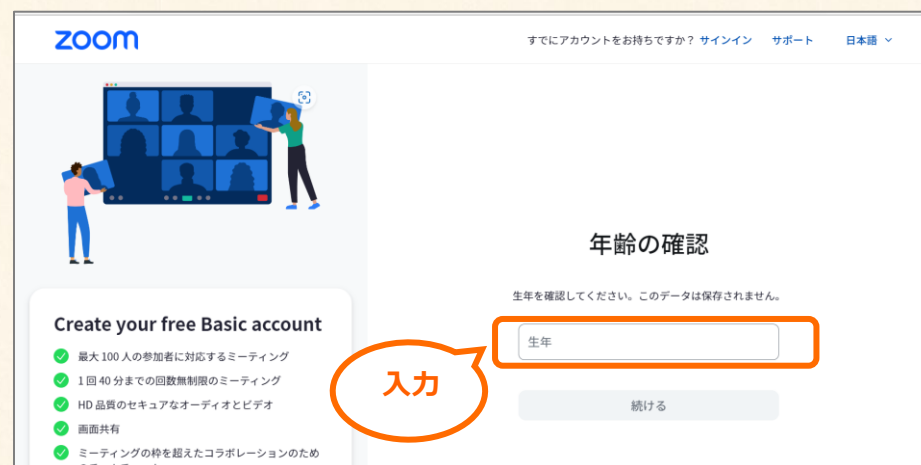 zoom
すでにアカウントをお持ちですか? サインイン サポート 日本語
年齢の確認
生年を確認してください。このデータは保存されません。
生年
続ける
入力
Create your free Basic account
最大 100 人の参加者に対応するミーティング
1 回 40 分までの回数無制限のミーティング
HD 品質のセキュアなオーディオとビデオ
画面共有
ミーティングの枠を超えたコラボレーションのため